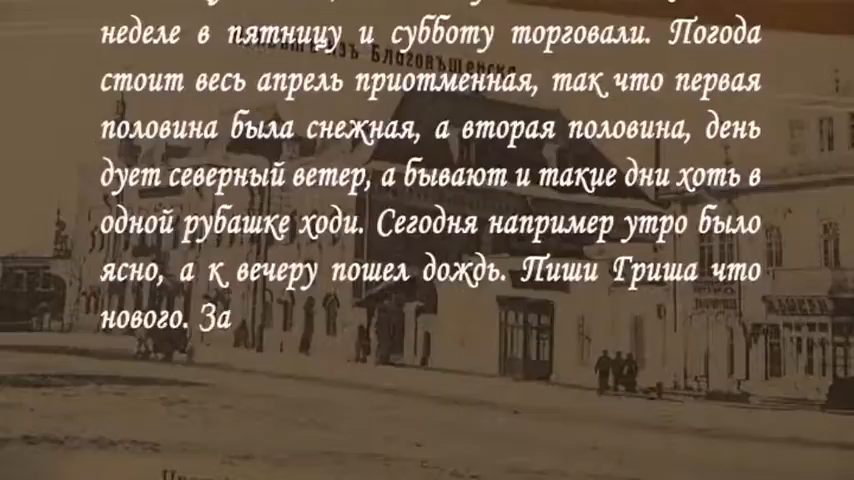 неделе в пятницу и субботу торговали. Погода
стоит весь апрель приотменная, так что первая
половина была снежная, а вторая половина, день
дует северный ветер, а бывают и такие дни хоть в
одной рубашке ходи. Сегодня например утро было
ясно, а к вечеру пошел дождь. Пиши Гриша что
нового. За